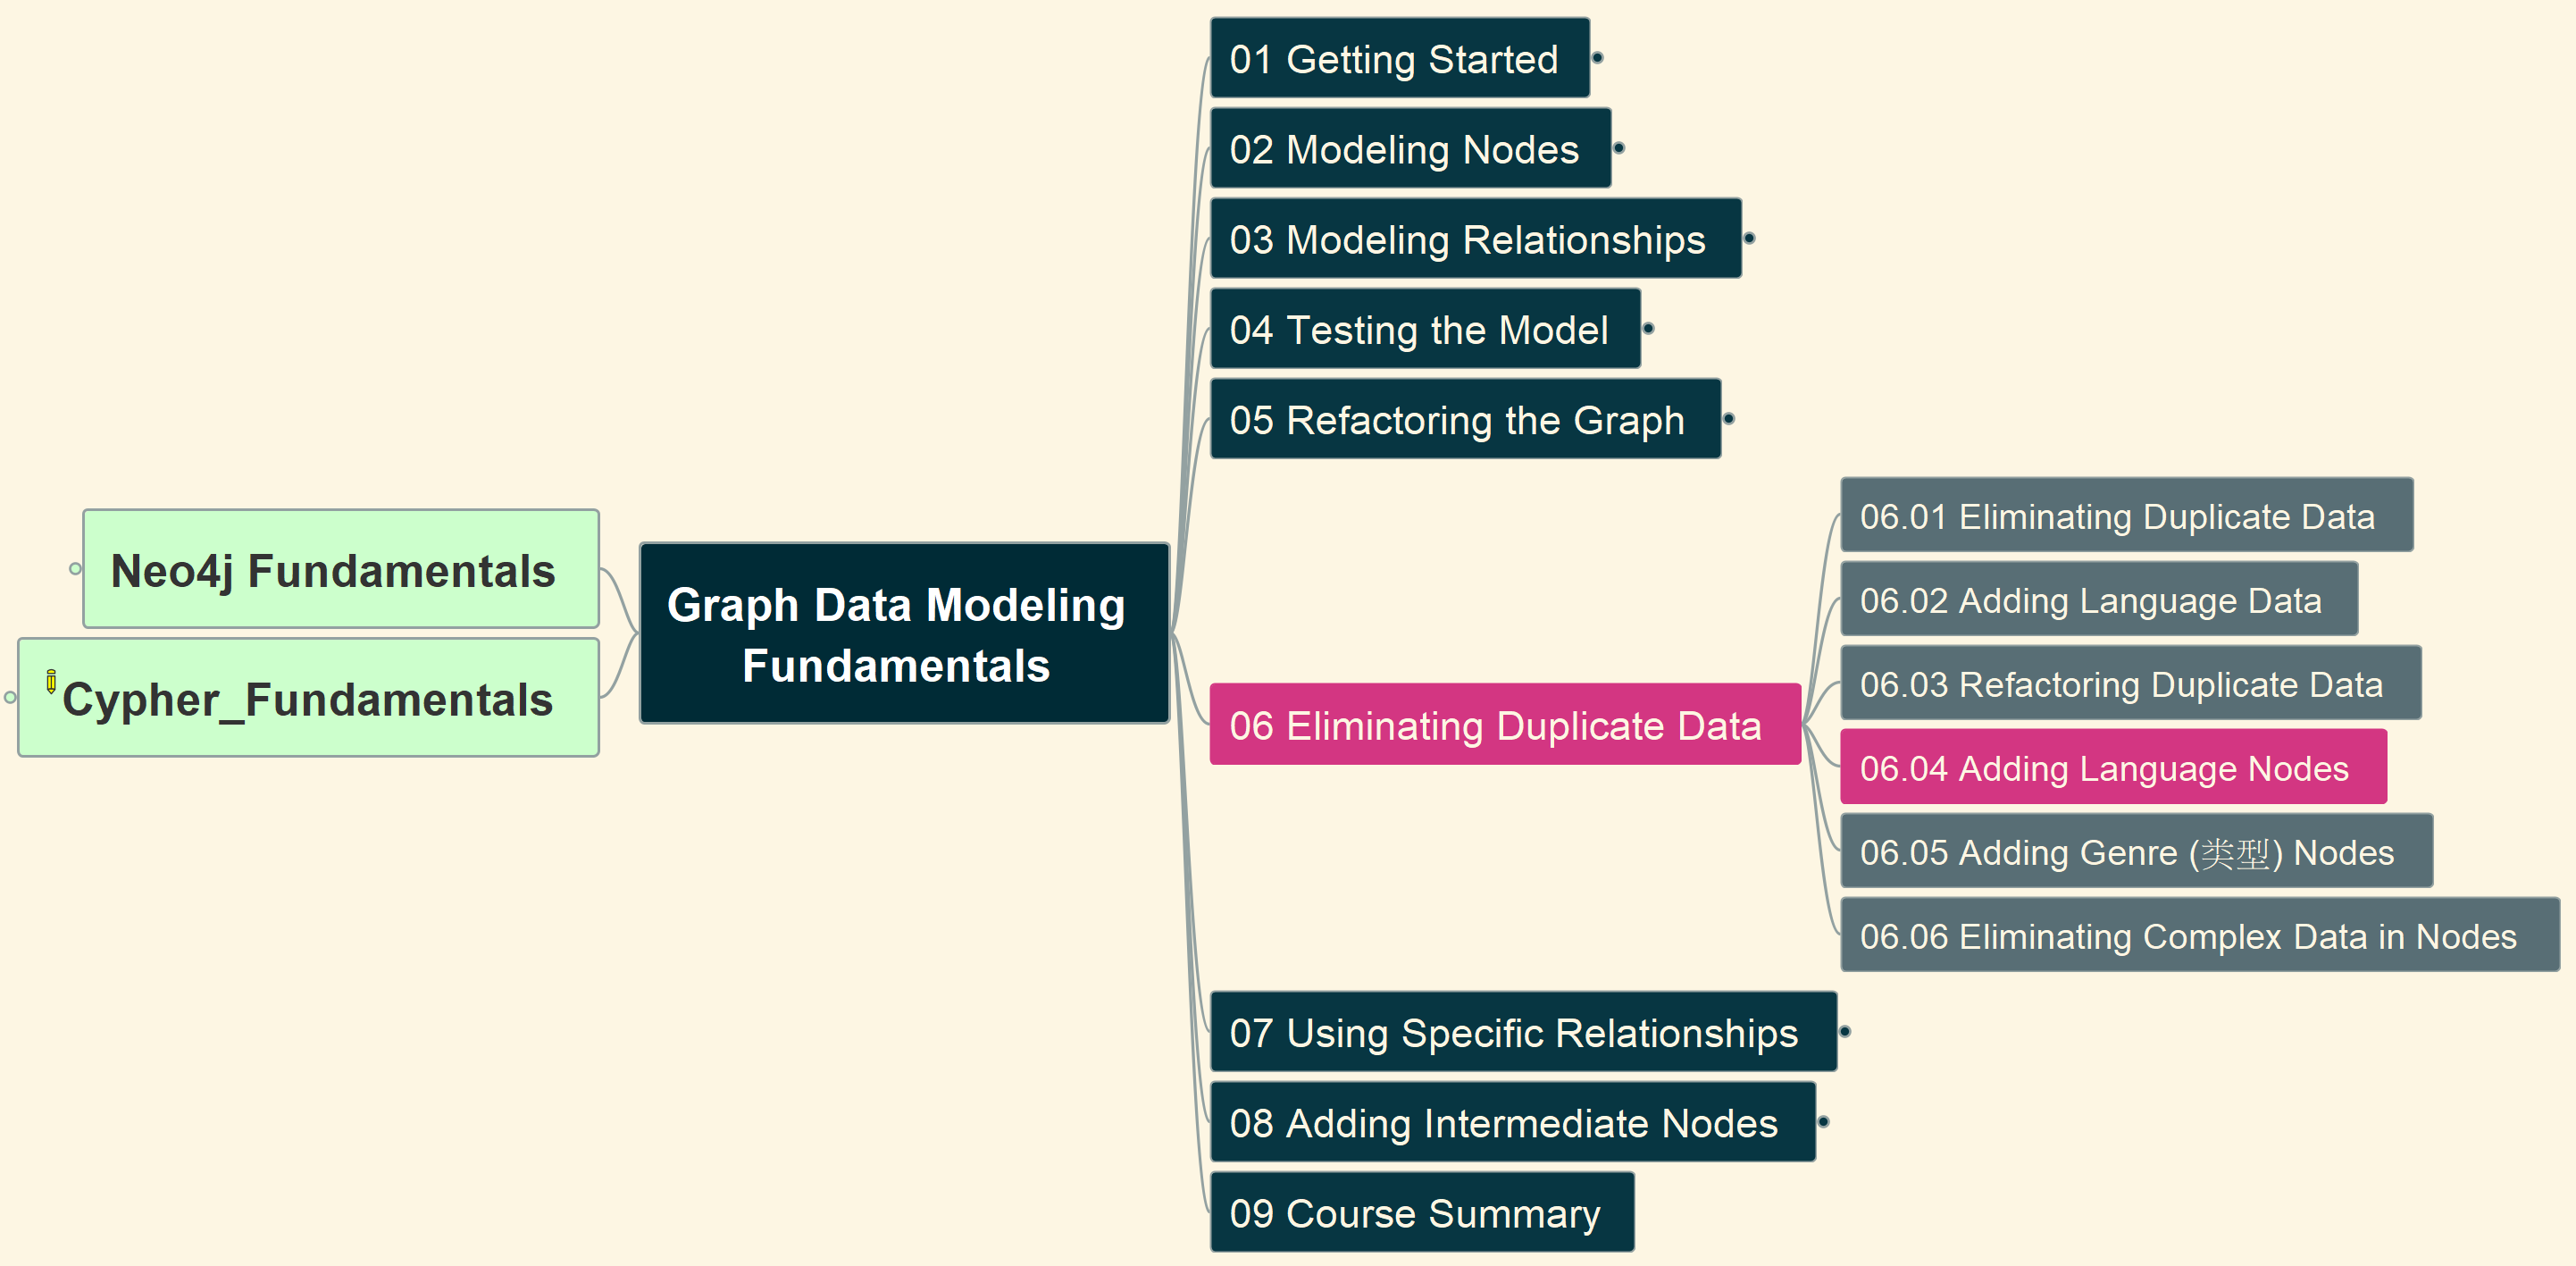 Neo4j Fundamentals
Cypher_Fundamentals
Graph Data Modeling
Fundamentals
01 Getting Started
02 Modeling Nodes
03 Modeling Relationships
04 Testing the Model
05 Refactoring the Graph
06 Eliminating Duplicate Data
06.01 Eliminating Duplicate Data
06.02 Adding Language Data
06.03 Refactoring Duplicate Data
06.04 Adding Language Nodes
06.05 Adding Genre (类型) Nodes
06.06 Eliminating Complex Data in Nodes
07 Using Specific Relationships
08 Adding Intermediate Nodes
09 Course Summary